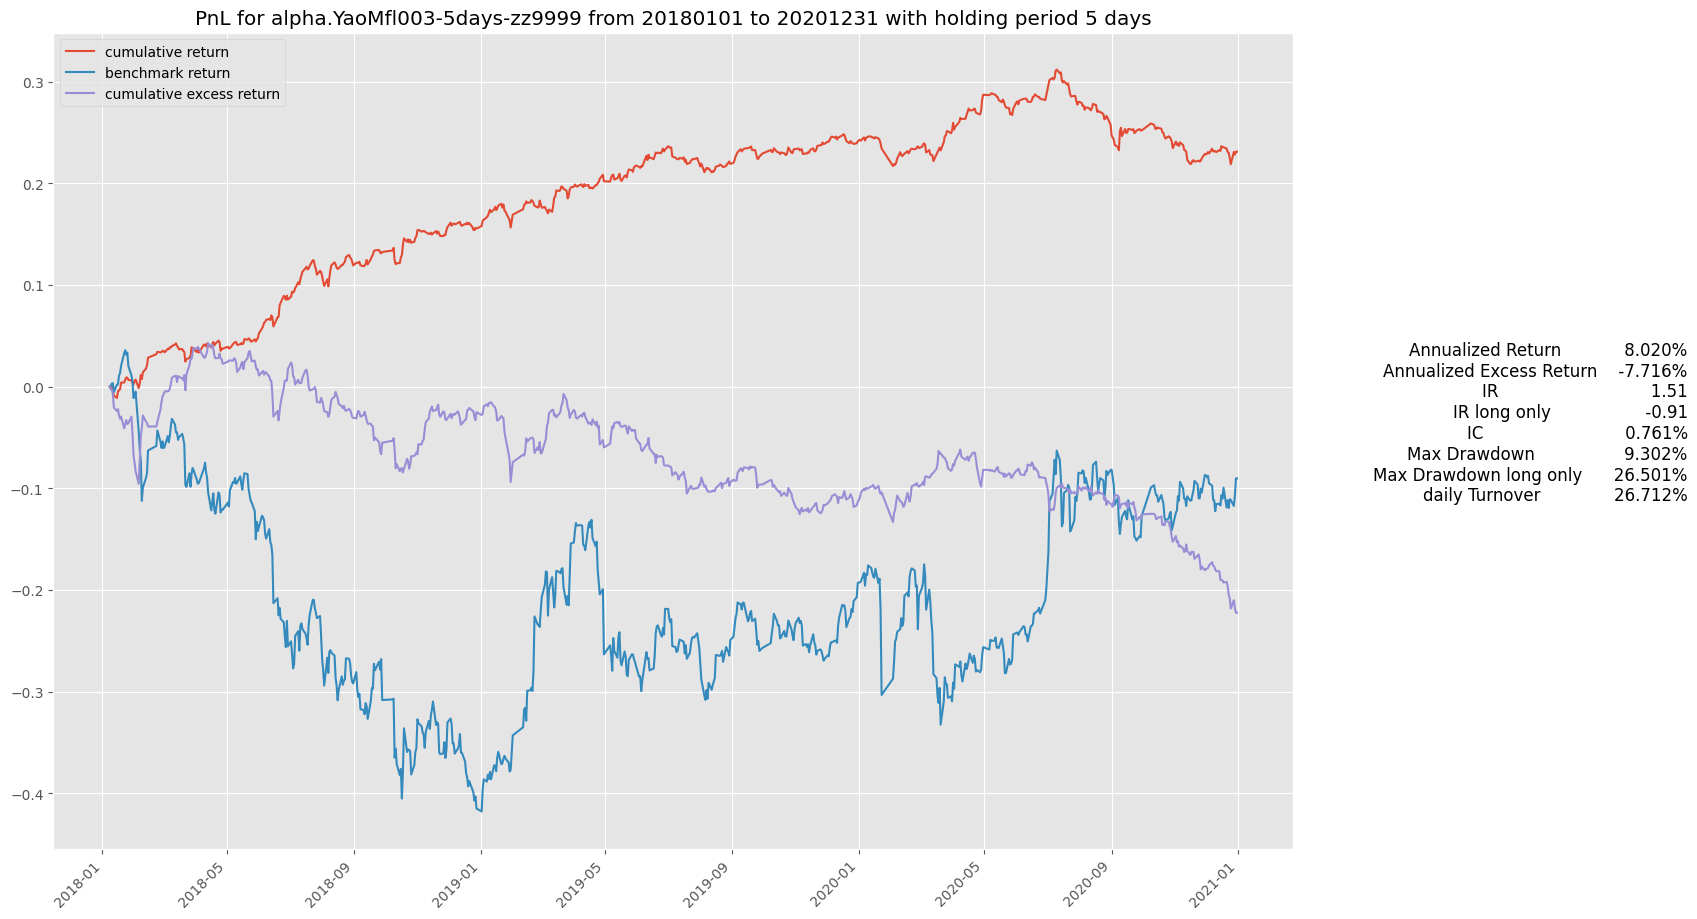 PnL for alpha.YaoMfl003-5days-zz9999 from 20180101 to 20201231 with holding period 5 days
cumulative return
benchmark return
cumulative excess return
0.3
0.2
0.1
0.0
−0.1
−0.2
−0.3
−0.4
2018-01
2018-05
2018-09
2019-01
2019-05
2019-09
2020-01
2020-05
2020-09
2021-01
Annualized Return 8.020%
Annualized Excess Return -7.716%
IR 1.51
IR long only -0.91
IC 0.761%
Max Drawdown 9.302%
Max Drawdown long only 26.501%
daily Turnover 26.712%